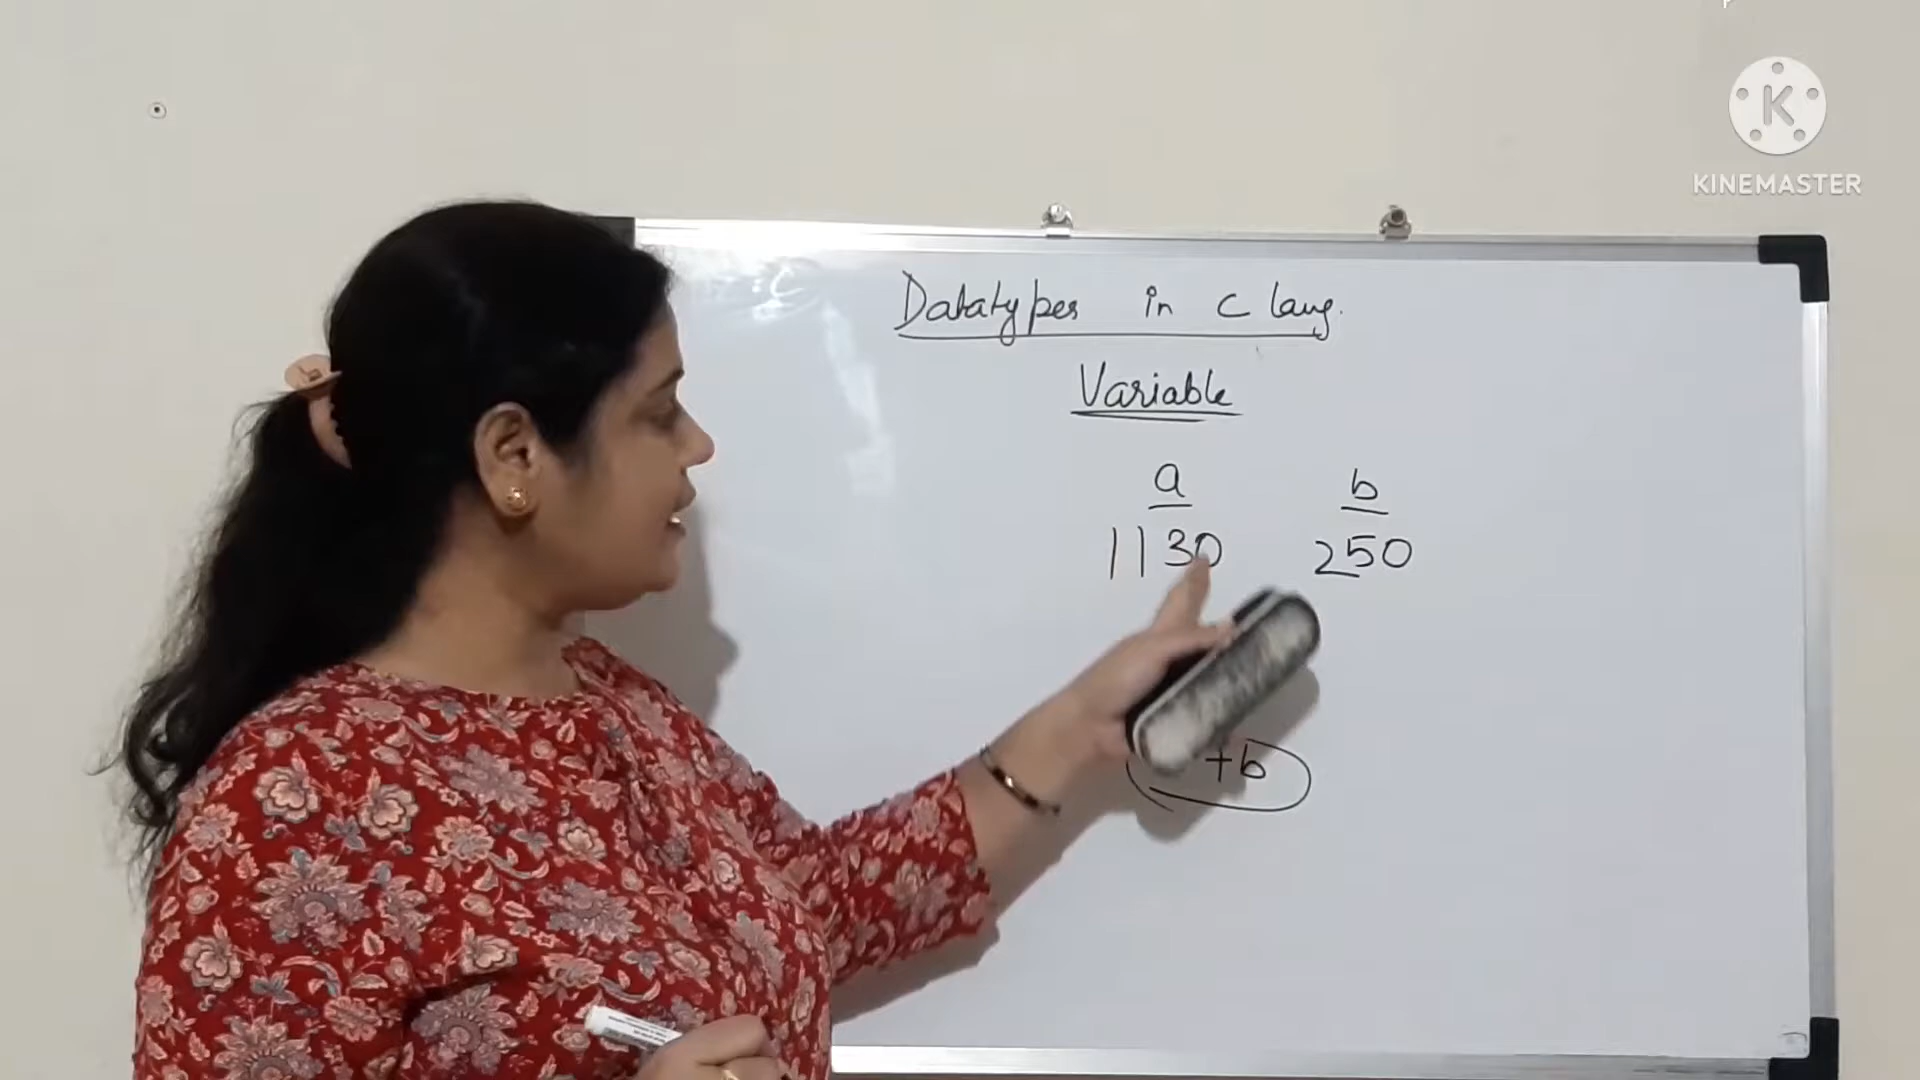 K
KINEMASTER
Datatypes in C lang.
Variable
a b
1130 250
+b